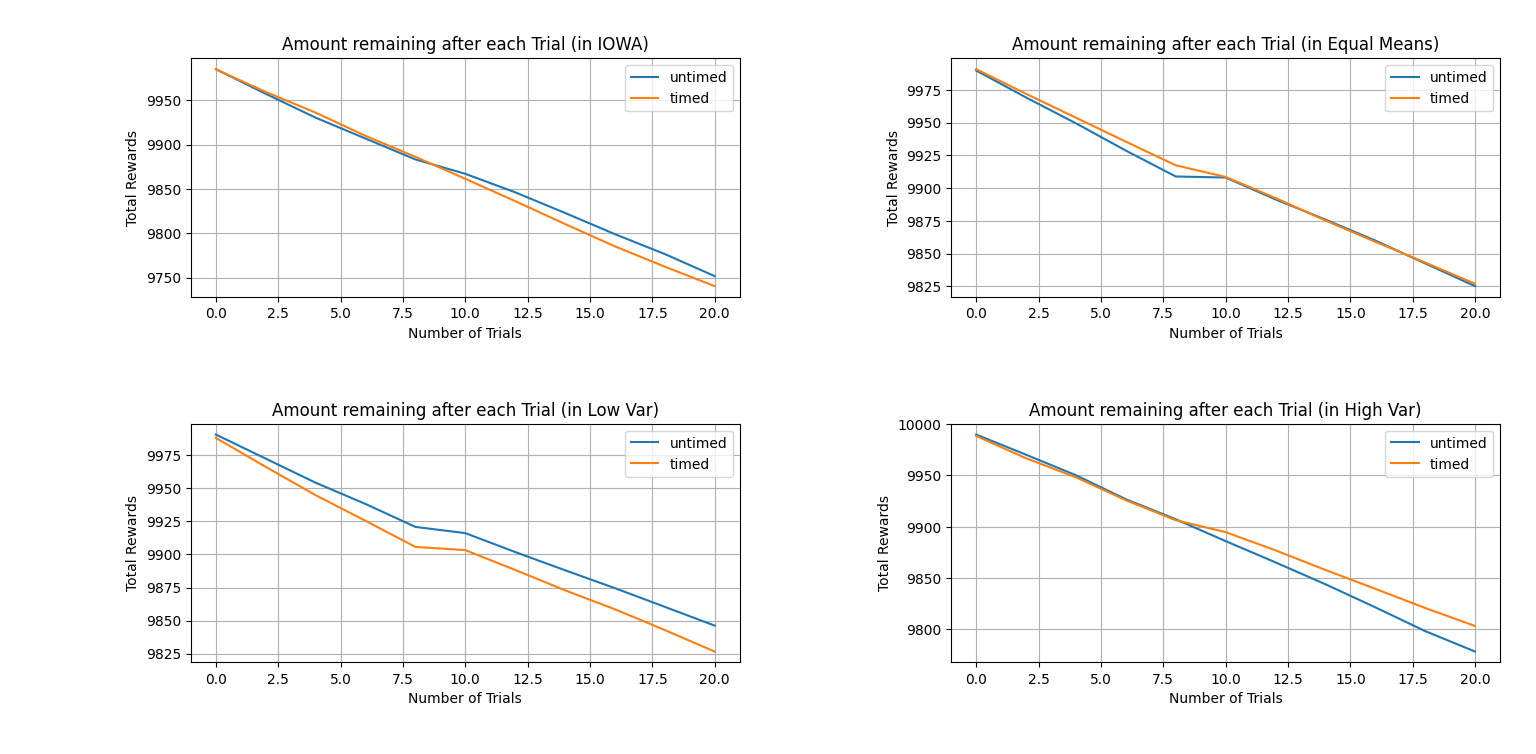 Amount remaining after each Trial (in IOWA)
Total Rewards
9950
9900
9850
9800
9750
untimed
timed
0.0 2.5 5.0 7.5 10.0 12.5 15.0 17.5 20.0
Number of Trials
Amount remaining after each Trial (in Equal Means)
Total Rewards
9975
9950
9925
9900
9875
9850
9825
untimed
timed
0.0 2.5 5.0 7.5 10.0 12.5 15.0 17.5 20.0
Number of Trials
Amount remaining after each Trial (in Low Var)
Total Rewards
9975
9950
9925
9900
9875
9850
9825
untimed
timed
0.0 2.5 5.0 7.5 10.0 12.5 15.0 17.5 20.0
Number of Trials
Amount remaining after each Trial (in High Var)
Total Rewards
10000
9950
9900
9850
9800
untimed
timed
0.0 2.5 5.0 7.5 10.0 12.5 15.0 17.5 20.0
Number of Trials